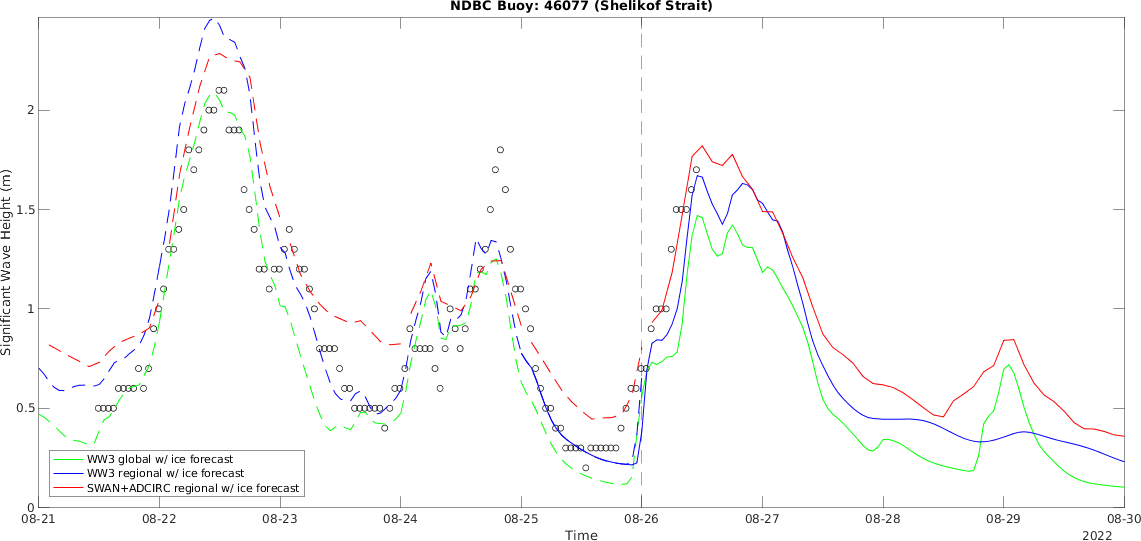 NDBC Buoy: 46077 (Shelikof Strait)
Significant Wave Height (m)
2
1.5
1
0.5
0
WW3 global w/ ice forecast
WW3 regional w/ ice forecast
SWAN+ADCIRC regional w/ ice forecast
08-21 08-22 08-23 08-24 08-25 08-26 08-27 08-28 08-29 08-30
Time
2022